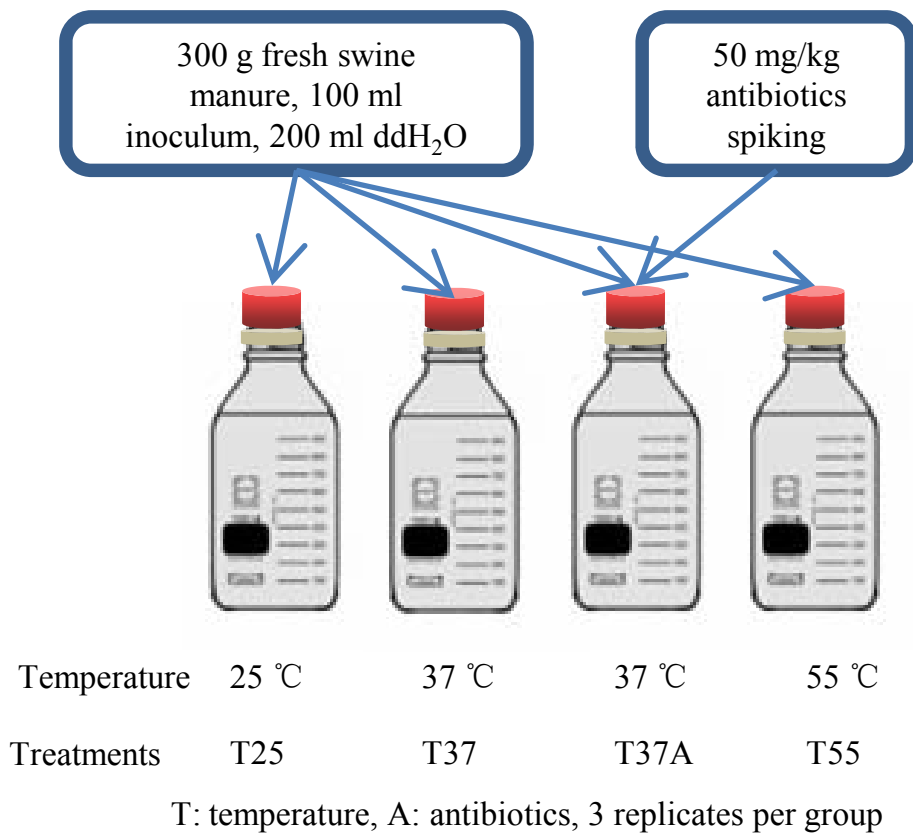 300 g fresh swine
manure, 100 ml
inoculum, 200 ml ddH₂O
50 mg/kg
antibiotics
spiking
Temperature 25 ℃ 37 ℃ 37 ℃ 55 ℃
Treatments T25 T37 T37A T55
T: temperature, A: antibiotics, 3 replicates per group